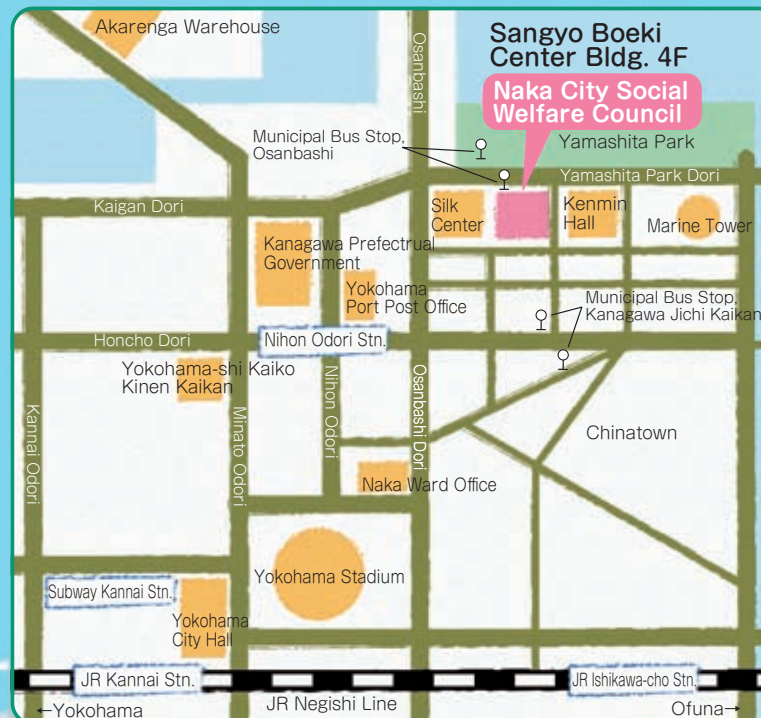 Akarenga Warehouse
Osanbashi
Sangyo Boeki
Center Bldg. 4F
Naka City Social
Welfare Council
Municipal Bus Stop,
Osanbashi
Yamashita Park
Yamashita Park Dori
Kaigan Dori
Silk
Center
Kenmin
Hall
Marine Tower
Kanagawa Prefectrual
Government
Yokohama
Port Post Office
Municipal Bus Stop,
Kanagawa Jichi Kaikan
Honcho Dori
Nihon Odori Stn.
Yokohama-shi Kaiko
Kinen Kaikan
Kannai Odori
Minato Odori
Nihon Odori
Osanbashi Dori
Chinatown
Naka Ward Office
Yokohama Stadium
Subway Kannai Stn.
Yokohama
City Hall
JR Kannai Stn.
JR Ishikawa-cho Stn.
←Yokohama
JR Negishi Line
Ofuna→